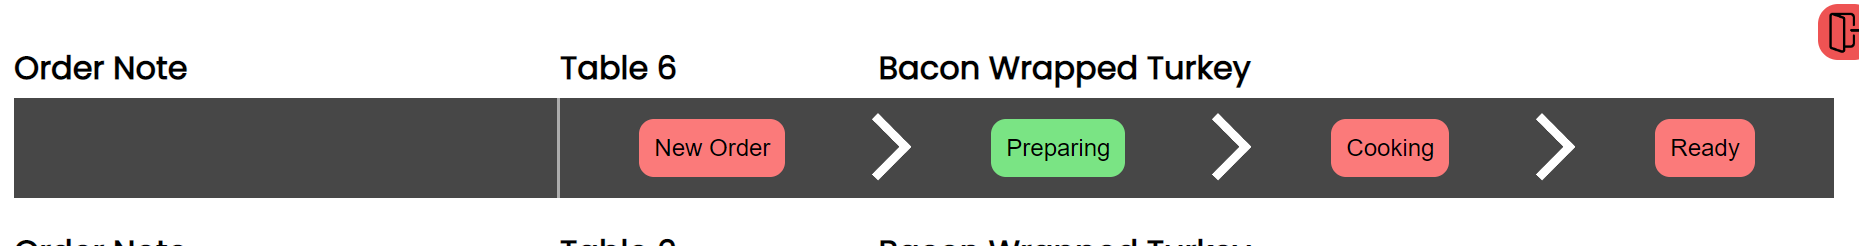 Order Note Table 6 Bacon Wrapped Turkey
New Order Preparing Cooking Ready